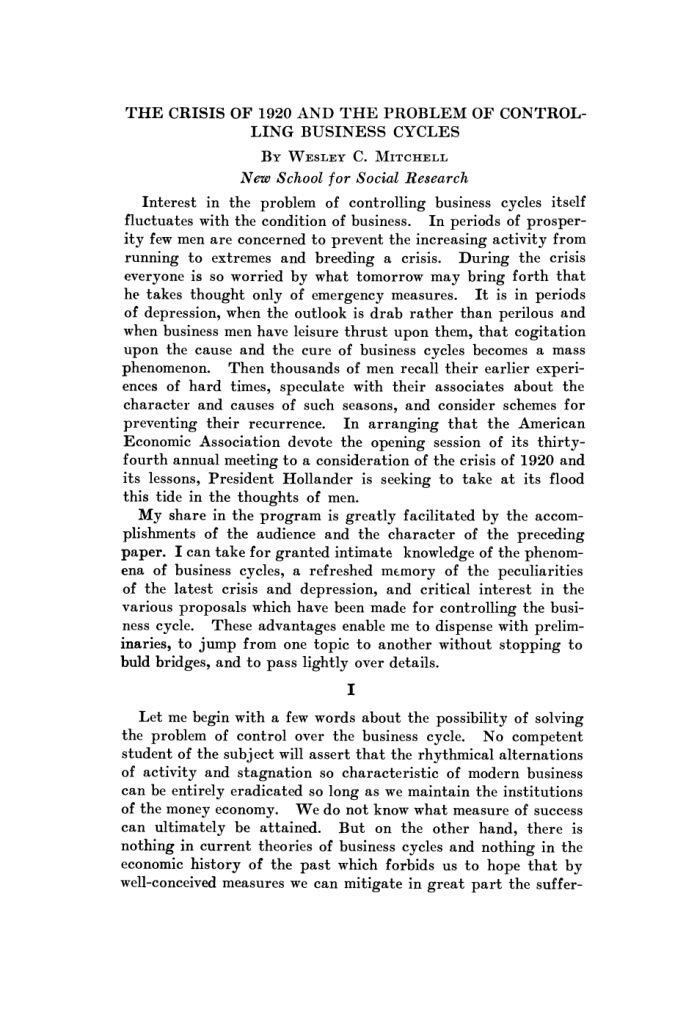 THE CRISIS OF 1920 AND THE PROBLEM OF CONTROL-
LING BUSINESS CYCLES
By Wesley C. Mitchell
New School for Social Research
Interest in the problem of controlling business cycles itself
fluctuates with the condition of business. In periods of prosper-
ity few men are concerned to prevent the increasing activity from
running to extremes and breeding a crisis. During the crisis
everyone is so worried by what tomorrow may bring forth that
he takes thought only of emergency measures. It is in periods
of depression, when the outlook is drab rather than perilous and
when business men have leisure thrust upon them, that cogitation
upon the cause and the cure of business cycles becomes a mass
phenomenon. Then thousands of men recall their earlier experi-
ences of hard times, speculate with their associates about the
character and causes of such seasons, and consider schemes for
preventing their recurrence. In arranging that the American
Economic Association devote the opening session of its thirty-
fourth annual meeting to a consideration of the crisis of 1920 and
its lessons, President Hollander is seeking to take at its flood
this tide in the thoughts of men.
My share in the program is greatly facilitated by the accom-
plishments of the audience and the character of the preceding
paper. I can take for granted intimate knowledge of the phenom-
ena of business cycles, a refreshed memory of the peculiarities
of the latest crisis and depression, and critical interest in the
various proposals which have been made for controlling the busi-
ness cycle. These advantages enable me to dispense with prelim-
inaries, to jump from one topic to another without stopping to
buld bridges, and to pass lightly over details.
I
Let me begin with a few words about the possibility of solving
the problem of control over the business cycle. No competent
student of the subject will assert that the rhythmical alternations
of activity and stagnation so characteristic of modern business
can be entirely eradicated so long as we maintain the institutions
of the money economy. We do not know what measure of success
can ultimately be attained. But on the other hand, there is
nothing in current theories of business cycles and nothing in the
economic history of the past which forbids us to hope that by
well-conceived measures we can mitigate in great part the suffer-